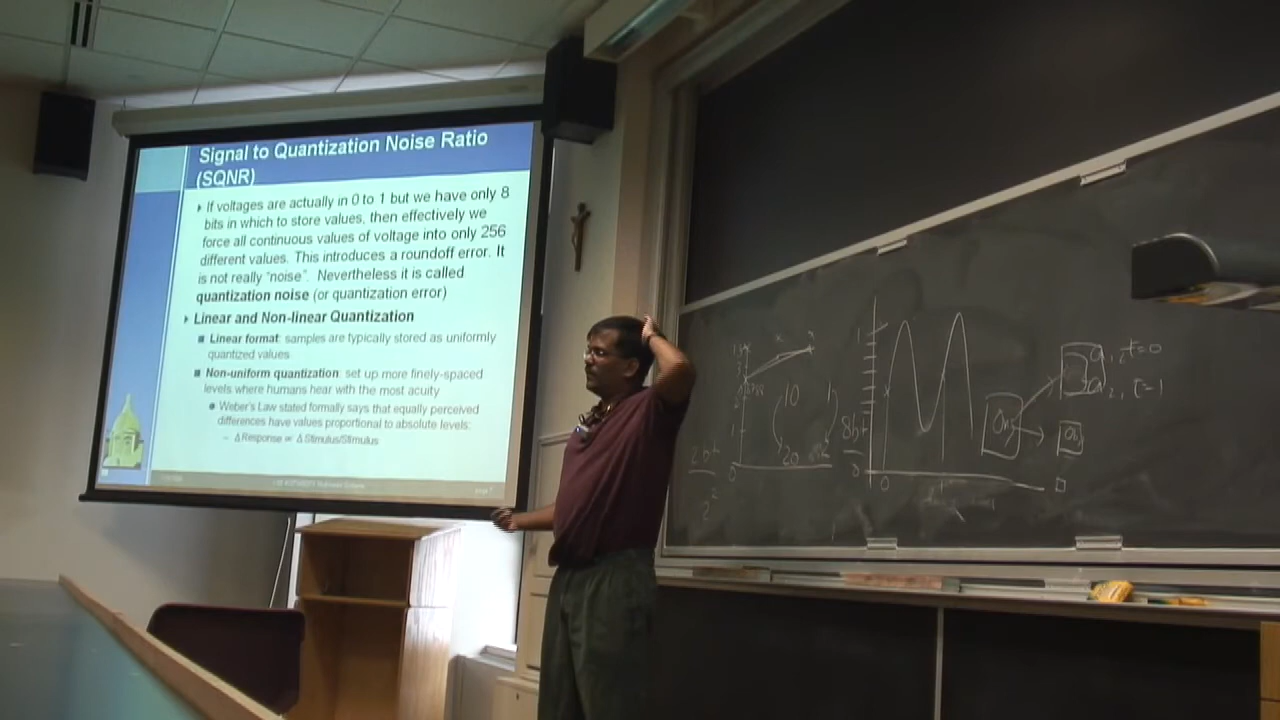 Signal to Quantization Noise Ratio
(SQNR)
If voltages are actually in 0 to 1 but we have only 8
bits in which to store values, then effectively we
force all continuous values of voltage into only 256
different values. This introduces a roundoff error. It
is not really "noise". Nevertheless it is called
quantization noise (or quantization error)
Linear and Non-linear Quantization
Linear format: samples are typically stored as uniformly
quantized values
Non-uniform quantization: set up more finely-spaced
levels where humans hear with the most acuity
Weber's Law stated formally says that equally perceived
differences have values proportional to absolute levels:
– ΔResponse ∝ ΔStimulus/Stimulus
10
20
0
1
0
0